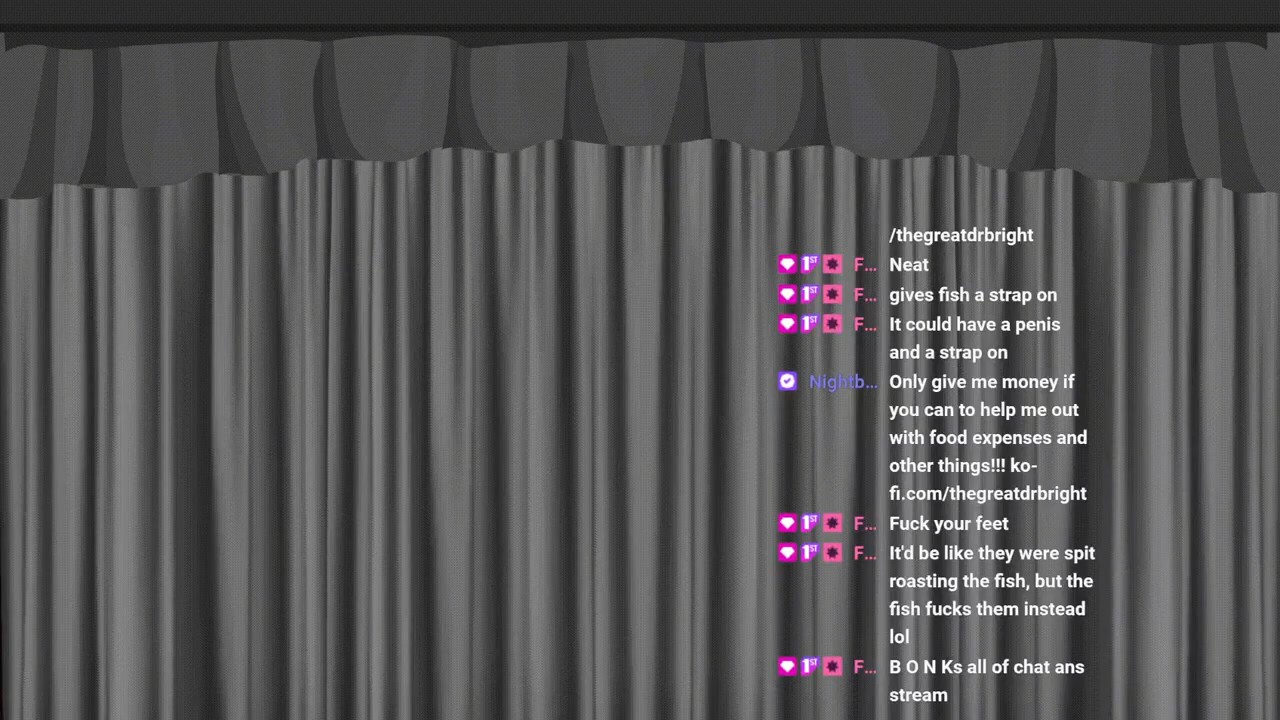 /thegreatdrbright
F... Neat
F... gives fish a strap on
F... It could have a penis
and a strap on
Nightb... Only give me money if
you can to help me out
with food expenses and
other things!!! ko-
fi.com/thegreatdrbright
F... Fuck your feet
F... It'd be like they were spit
roasting the fish, but the
fish fucks them instead
lol
F... B O N Ks all of chat ans
stream